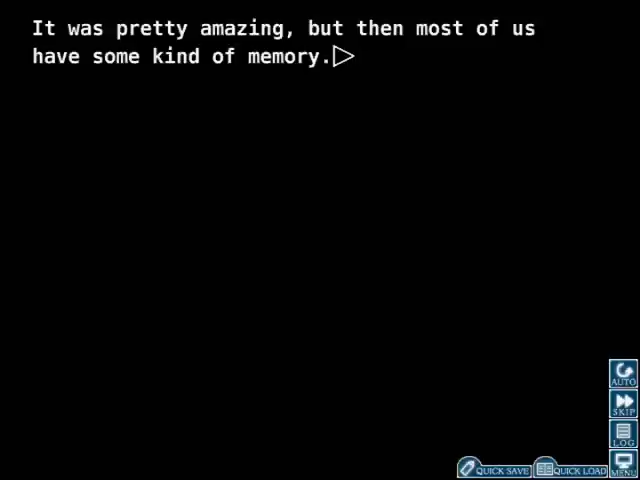 It was pretty amazing, but then most of us
have some kind of memory.
AUTO
SKIP
LOG
QUICK SAVE
QUICK LOAD
MENU